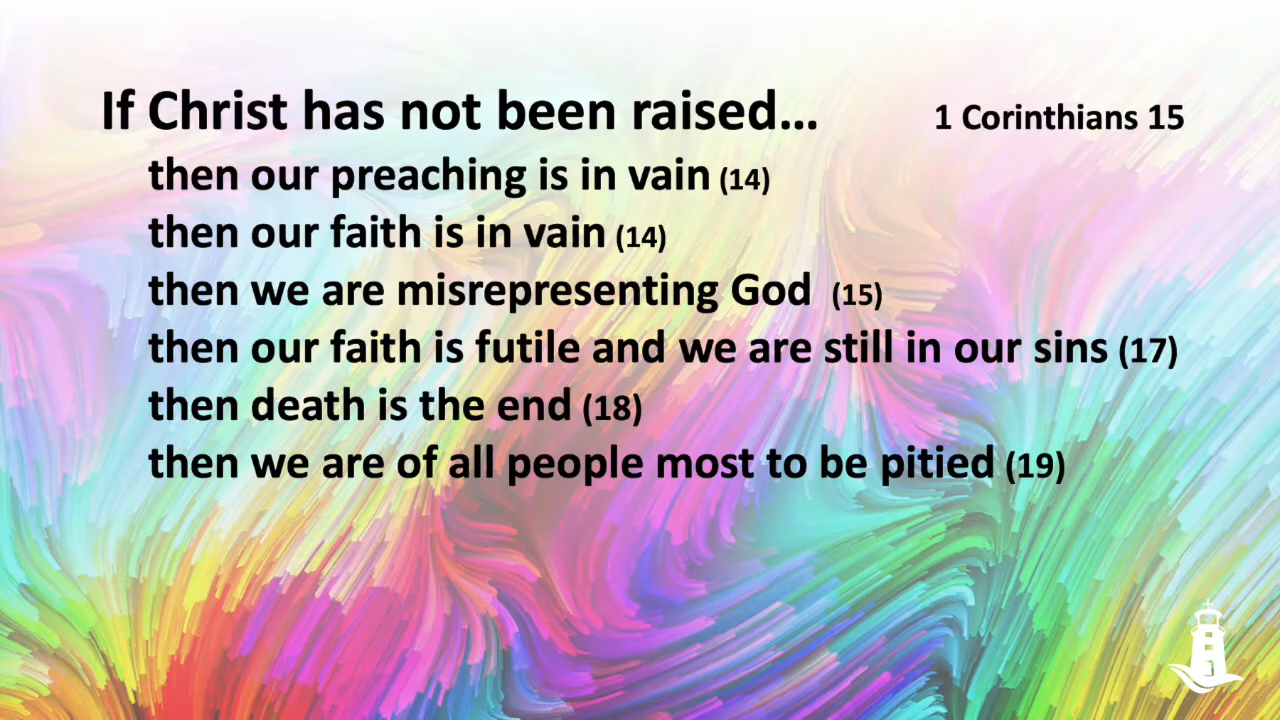 If Christ has not been raised... 1 Corinthians 15
then our preaching is in vain (14)
then our faith is in vain (14)
then we are misrepresenting God (15)
then our faith is futile and we are still in our sins (17)
then death is the end (18)
then we are of all people most to be pitied (19)